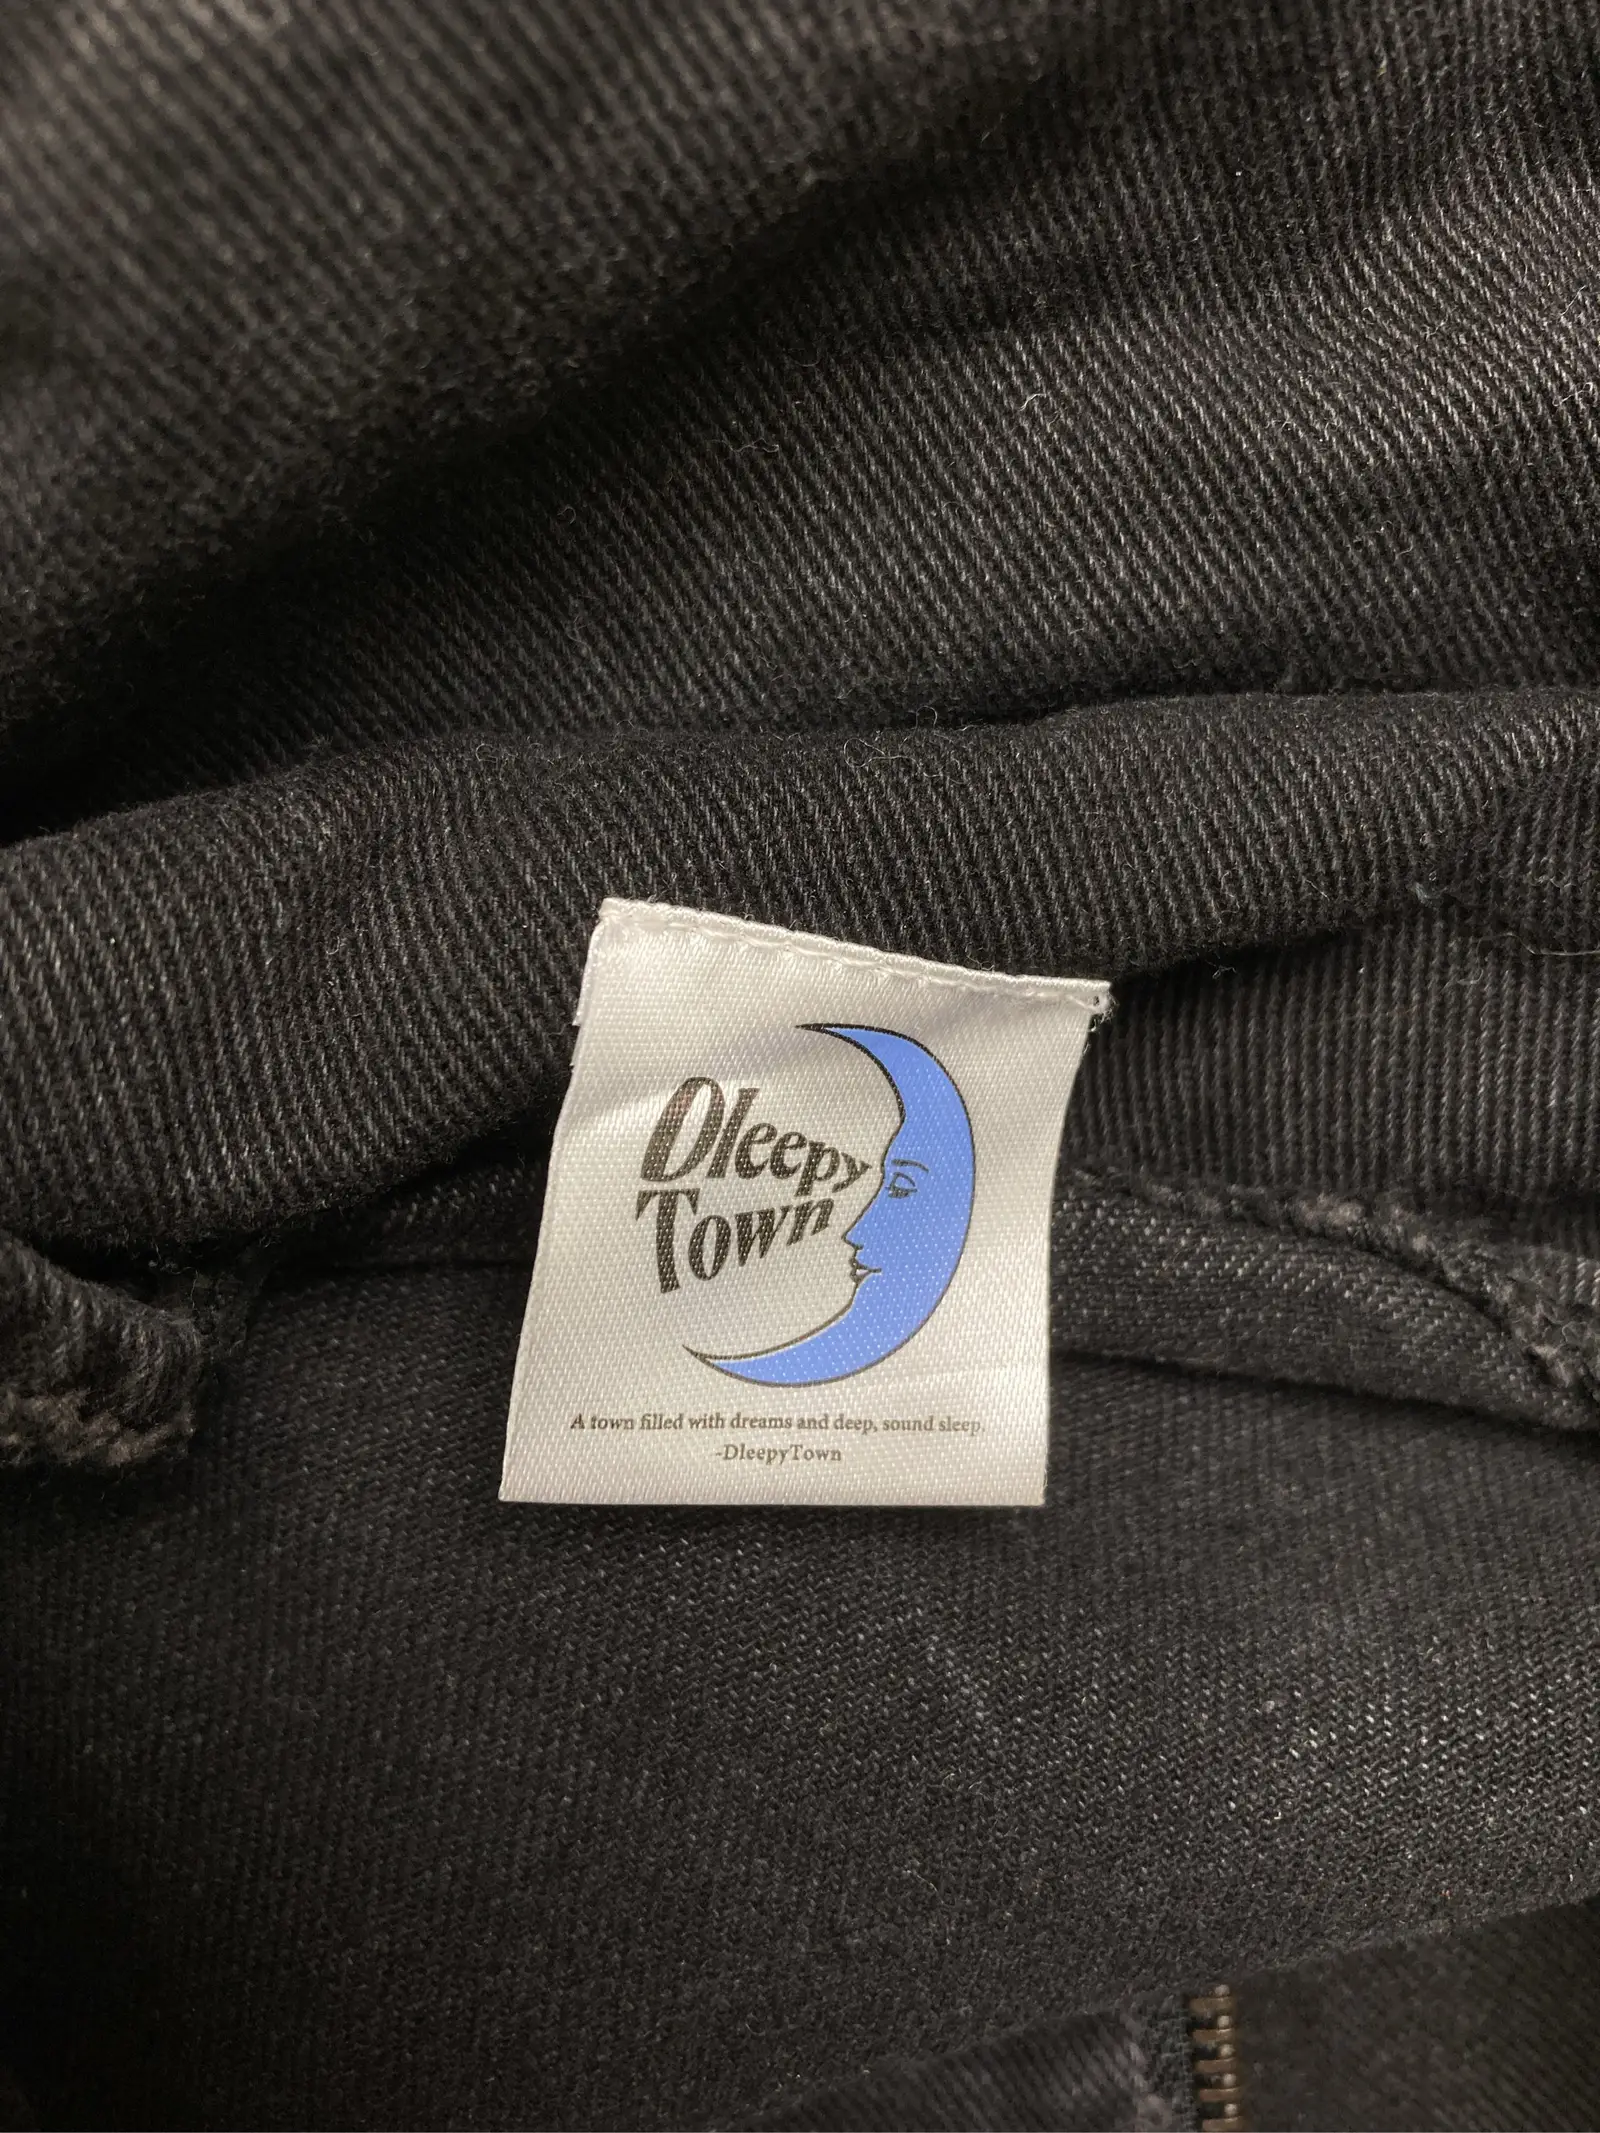 Dleepy
Town
A town filled with dreams and deep, sound sleep.
-DleepyTown